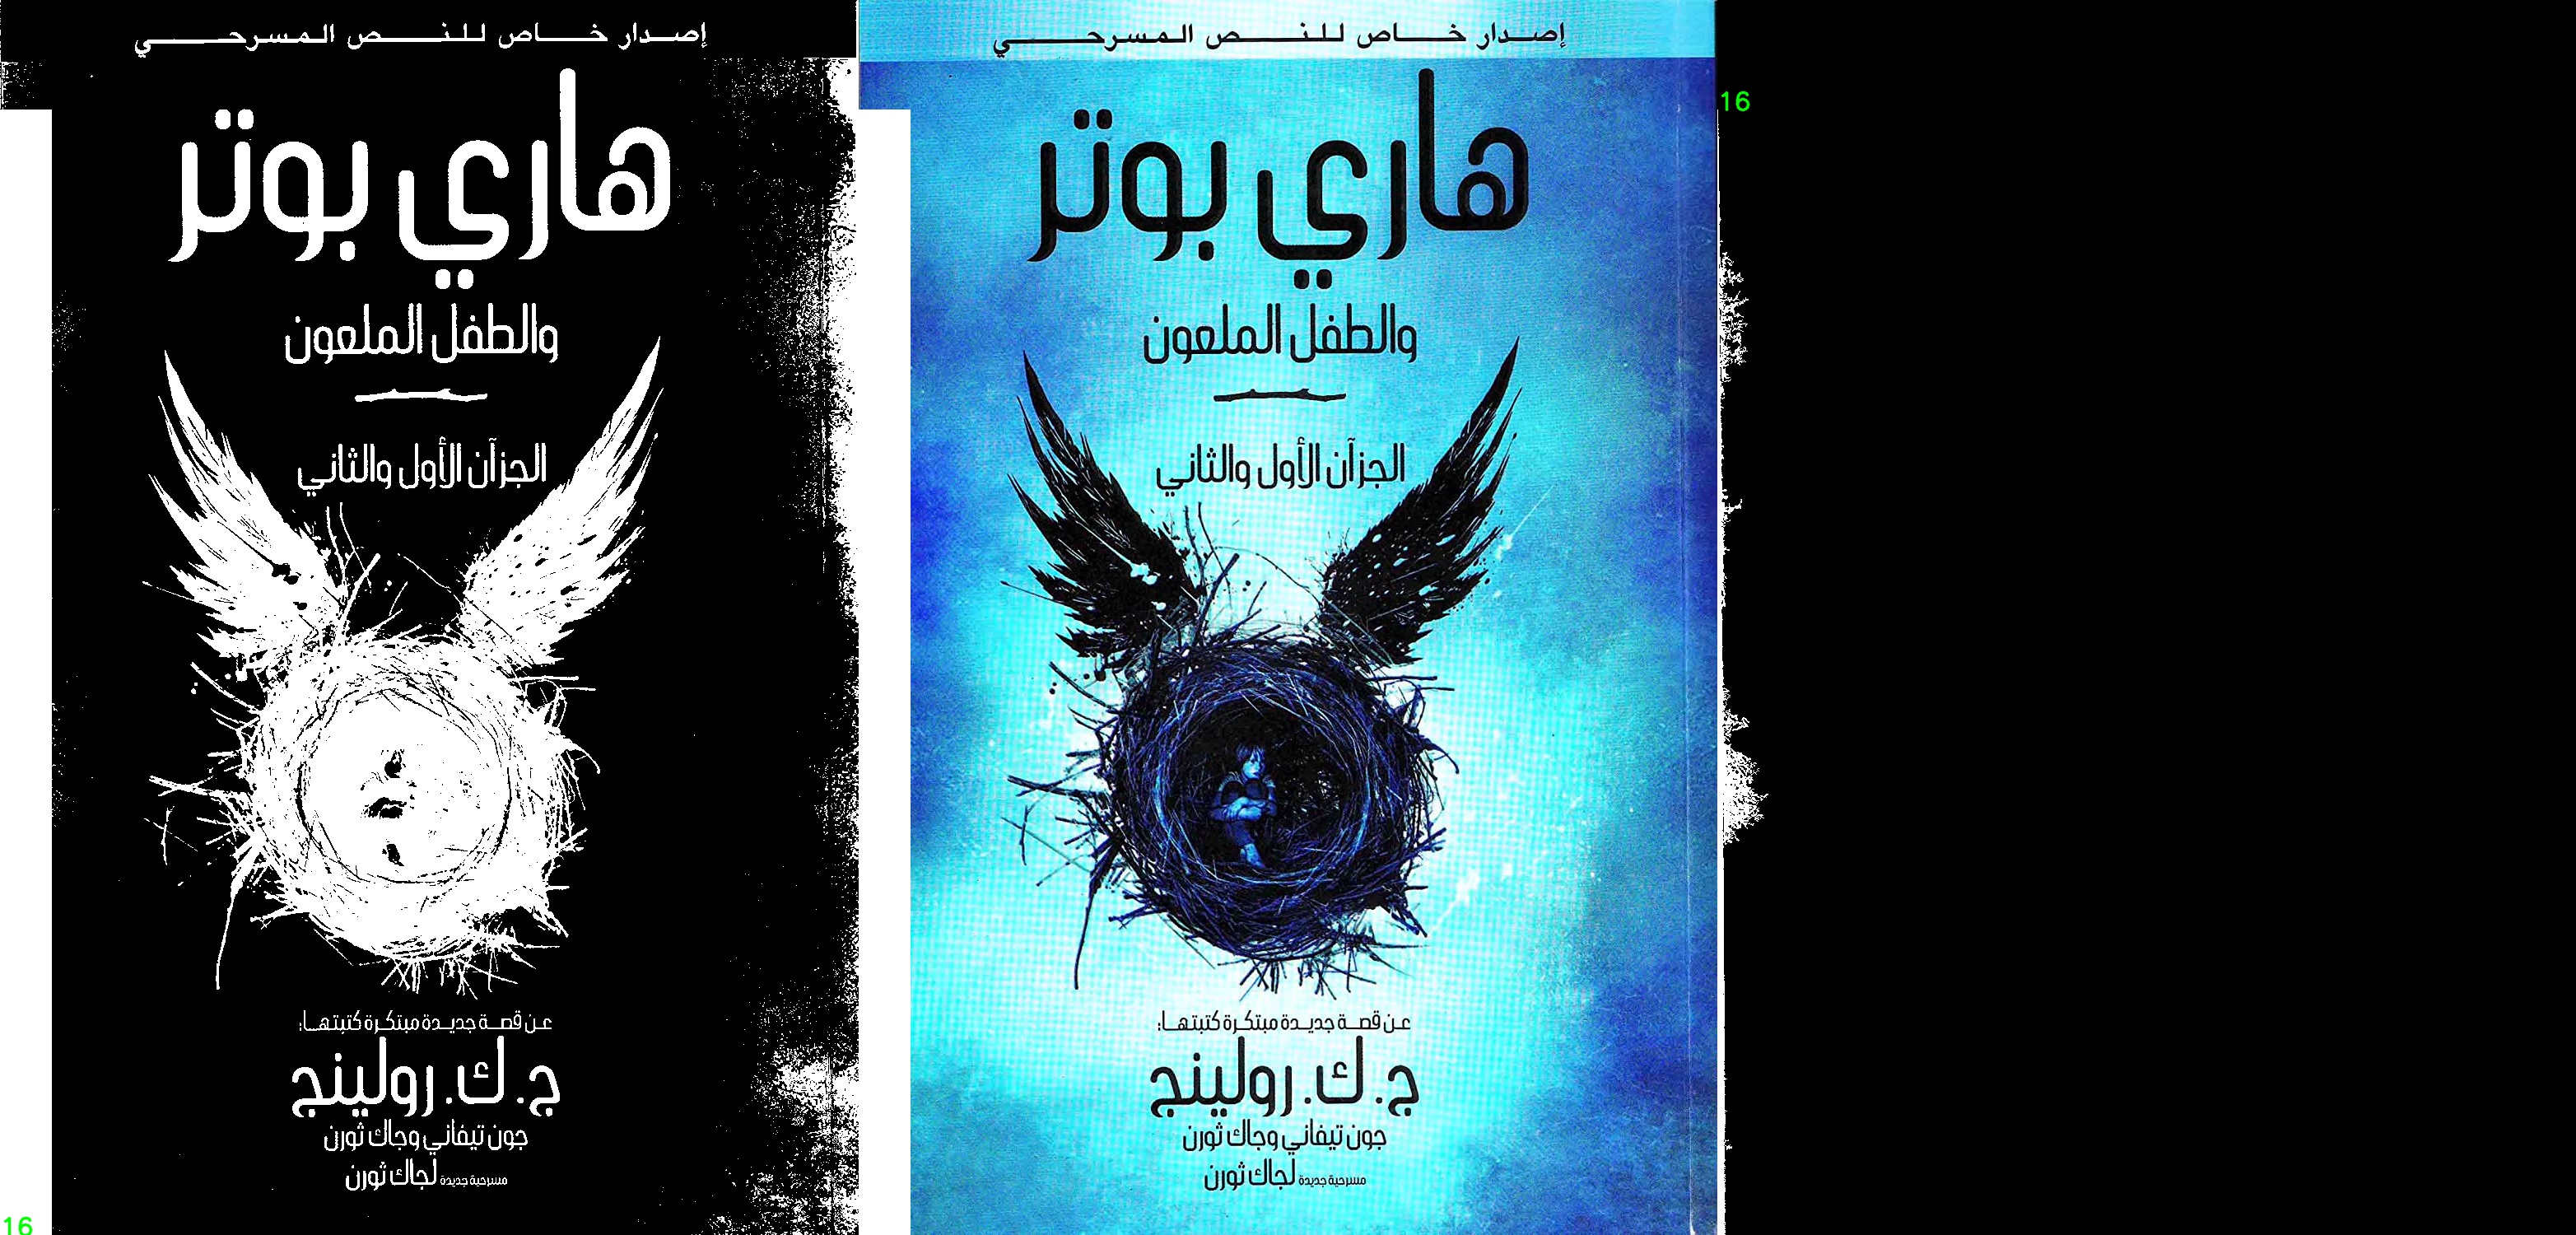 إصدار خاص للنص المسرحي
هاري بوتر
والطفل الملعون
الجزآن الأول والثاني
عن قصة جديدة مبتكرة كتبتها:
ج. ك. رولينج
جون تيفاني وجاك ثورن
مسرحية جديدة لجاك ثورن
16
إصدار خاص للنص المسرحي
هاري بوتر
والطفل الملعون
الجزآن الأول والثاني
عن قصة جديدة مبتكرة كتبتها:
ج. ك. رولينج
جون تيفاني وجاك ثورن
مسرحية جديدة لجاك ثورن
16